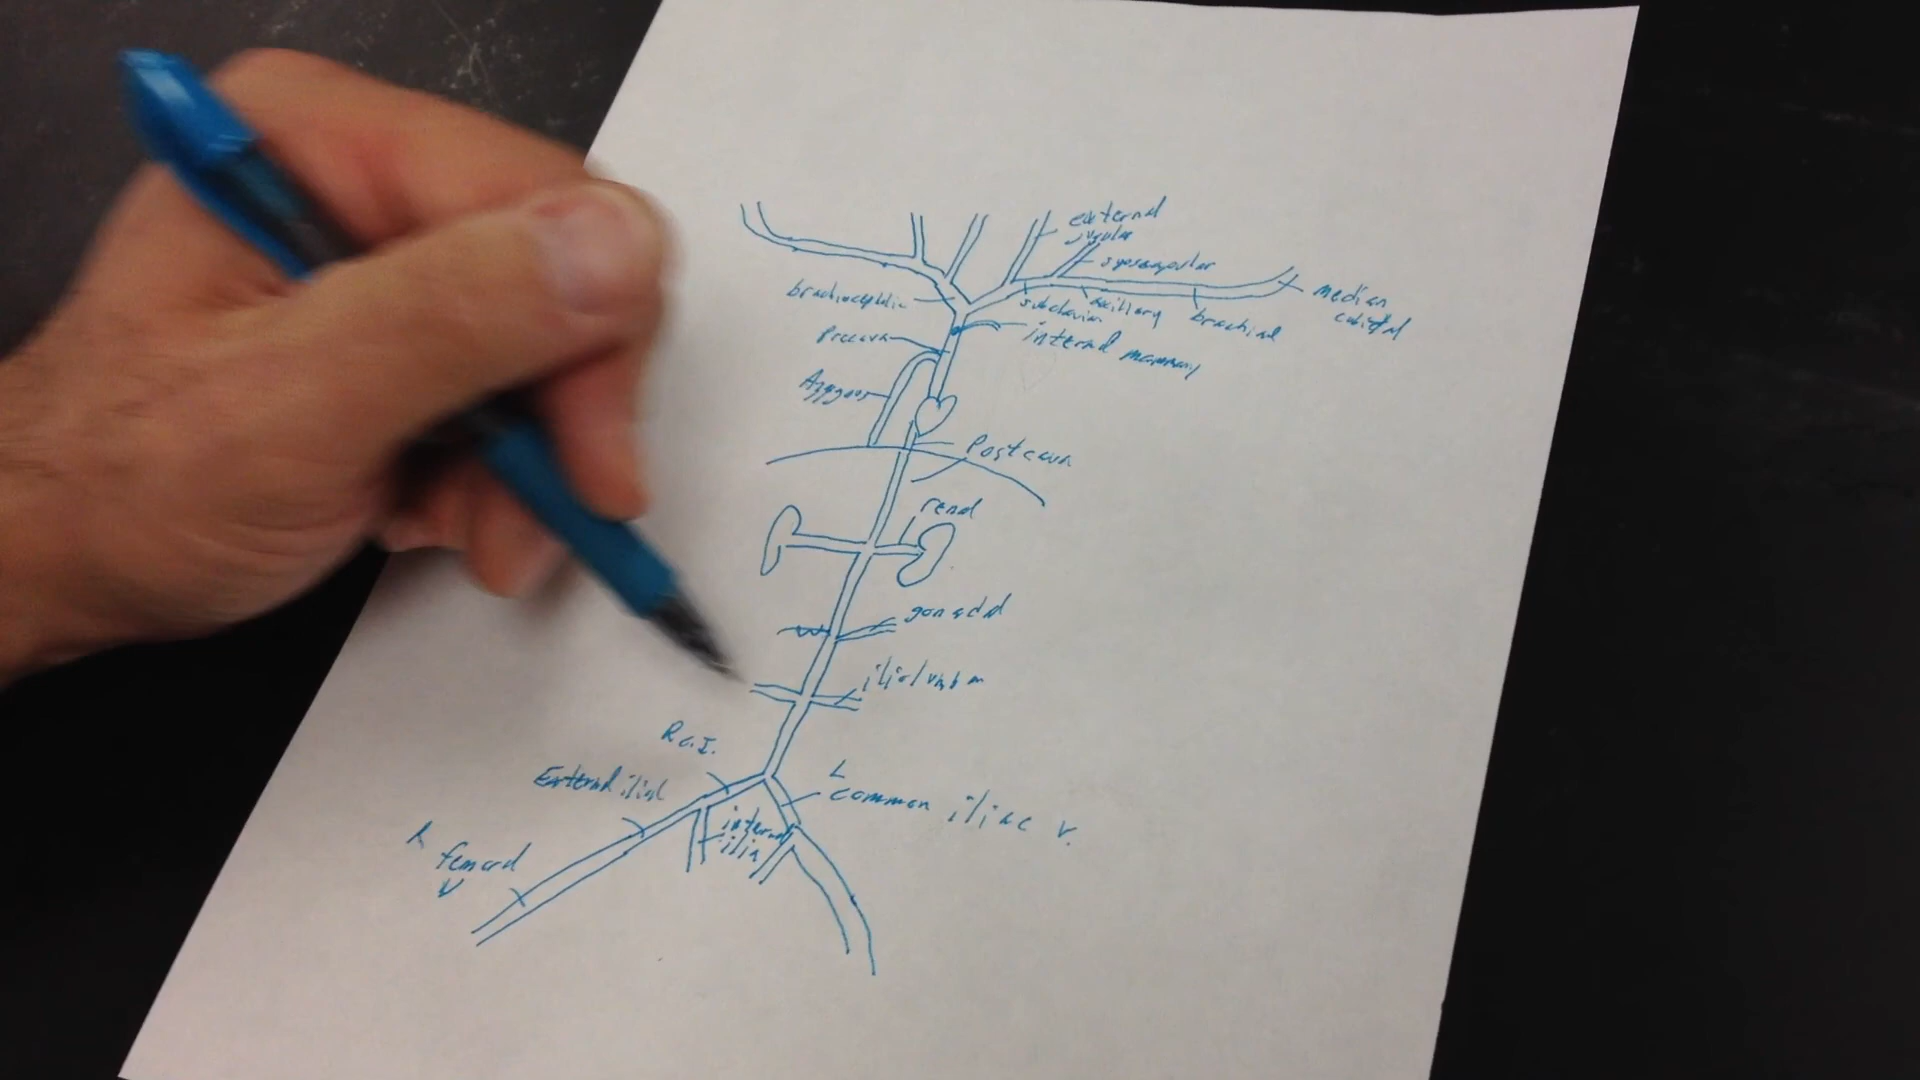 external
jugular
brachiocephalic
subclavian
axillary
brachial
median
cubital
internal mammary
Precava
Azygous
Postcava
renal
gonadal
iliolumbar
R.C.I.
External iliac
L
common iliac v.
internal
iliac
R
femoral
V